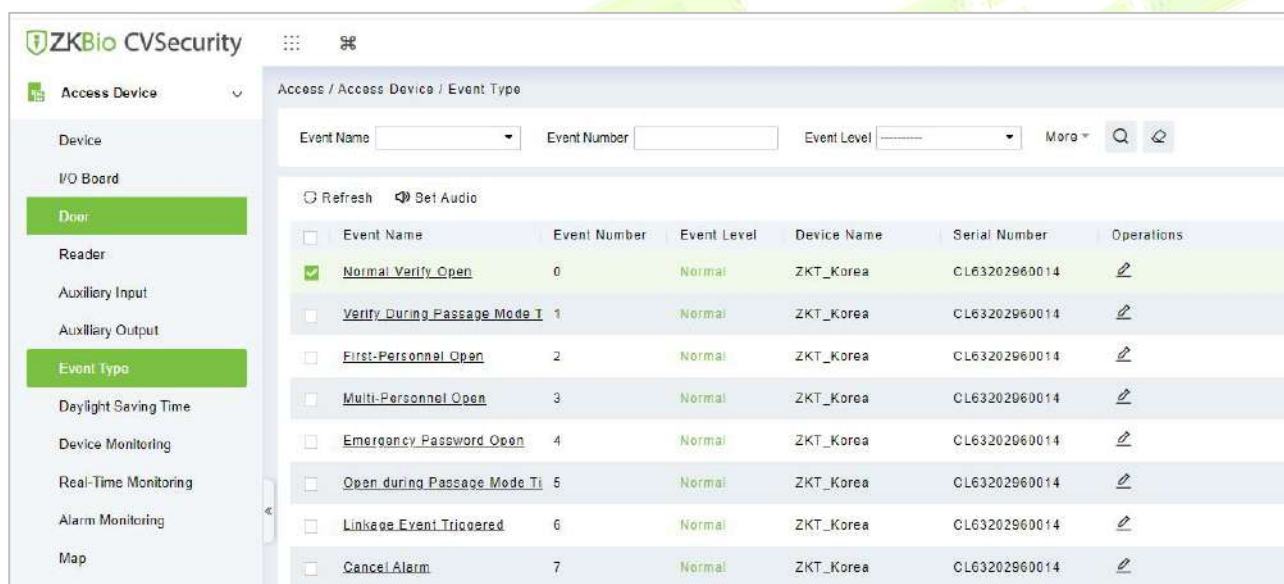 ZKBio CVSecurity
Access Device
Access / Access Device / Event Type
Device
I/O Board
Door
Reader
Auxiliary Input
Auxiliary Output
Event Type
Daylight Saving Time
Device Monitoring
Real-Time Monitoring
Alarm Monitoring
Map
Event Name Event Number Event Level ---------- More
Refresh Set Audio
Event Name Event Number Event Level Device Name Serial Number Operations
Normal Verify Open 0 Normal ZKT_Korea CL63202960014
Verify During Passage Mode T 1 Normal ZKT_Korea CL63202960014
First-Personnel Open 2 Normal ZKT_Korea CL63202960014
Multi-Personnel Open 3 Normal ZKT_Korea CL63202960014
Emergency Password Open 4 Normal ZKT_Korea CL63202960014
Open during Passage Mode Ti 5 Normal ZKT_Korea CL63202960014
Linkage Event Triggered 6 Normal ZKT_Korea CL63202960014
Cancel Alarm 7 Normal ZKT_Korea CL63202960014